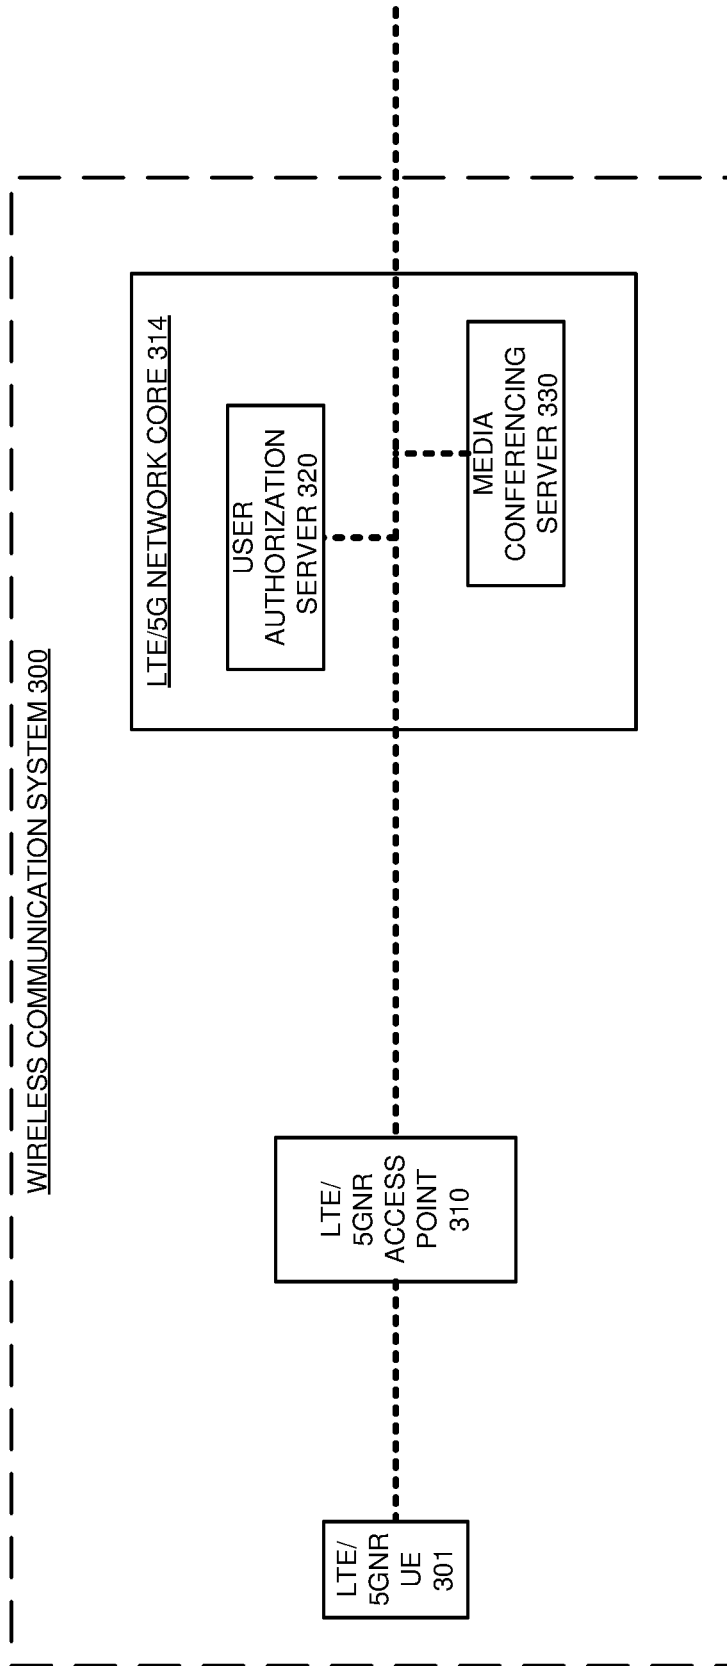 WIRELESS COMMUNICATION SYSTEM 300
LTE/5G NETWORK CORE 314
USER
AUTHORIZATION
SERVER 320
MEDIA
CONFERENCING
SERVER 330
LTE/
5GNR
ACCESS
POINT
310
LTE/
5GNR
UE
301